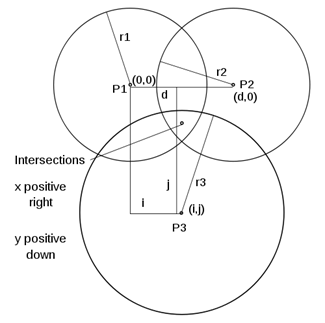 r1
(0,0)
r2
P1
d
P2
(d,0)
Intersections
x positive
right
j
r3
i
(i,j)
P3
y positive
down